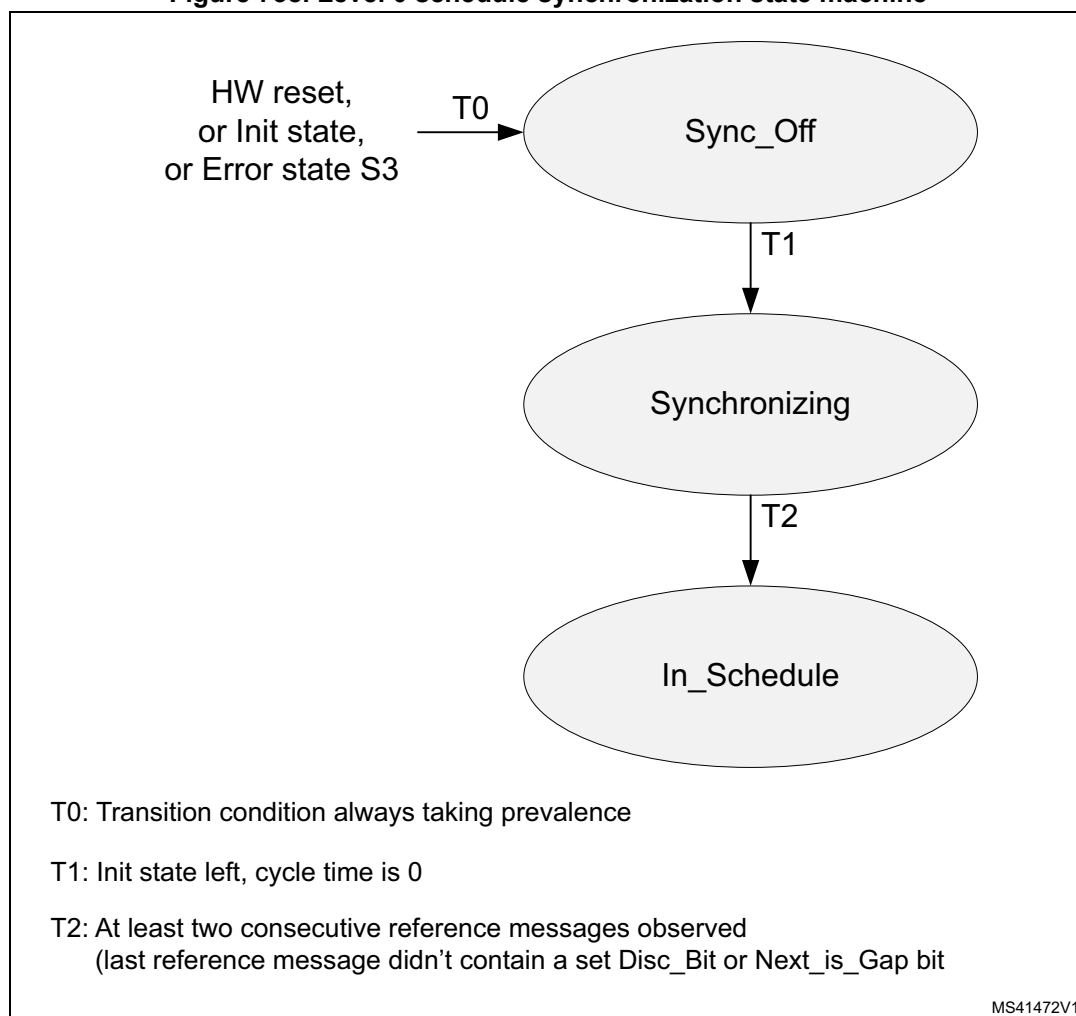 HW reset,
or Init state,
or Error state S3
T0
Sync_Off
T1
Synchronizing
T2
In_Schedule
T0: Transition condition always taking prevalence
T1: Init state left, cycle time is 0
T2: At least two consecutive reference messages observed
(last reference message didn't contain a set Disc_Bit or Next_is_Gap bit
MS41472V1